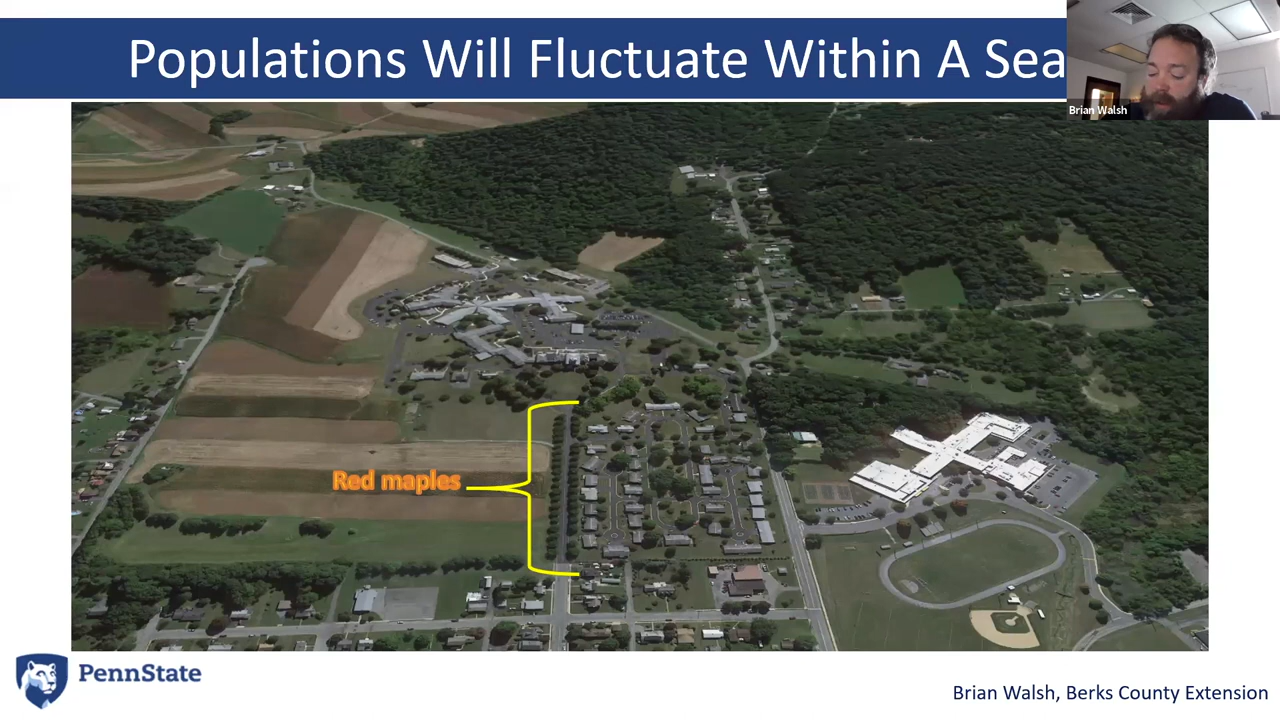 Populations Will Fluctuate Within A Sea
Brian Walsh
Red maples
PennState
Brian Walsh, Berks County Extension